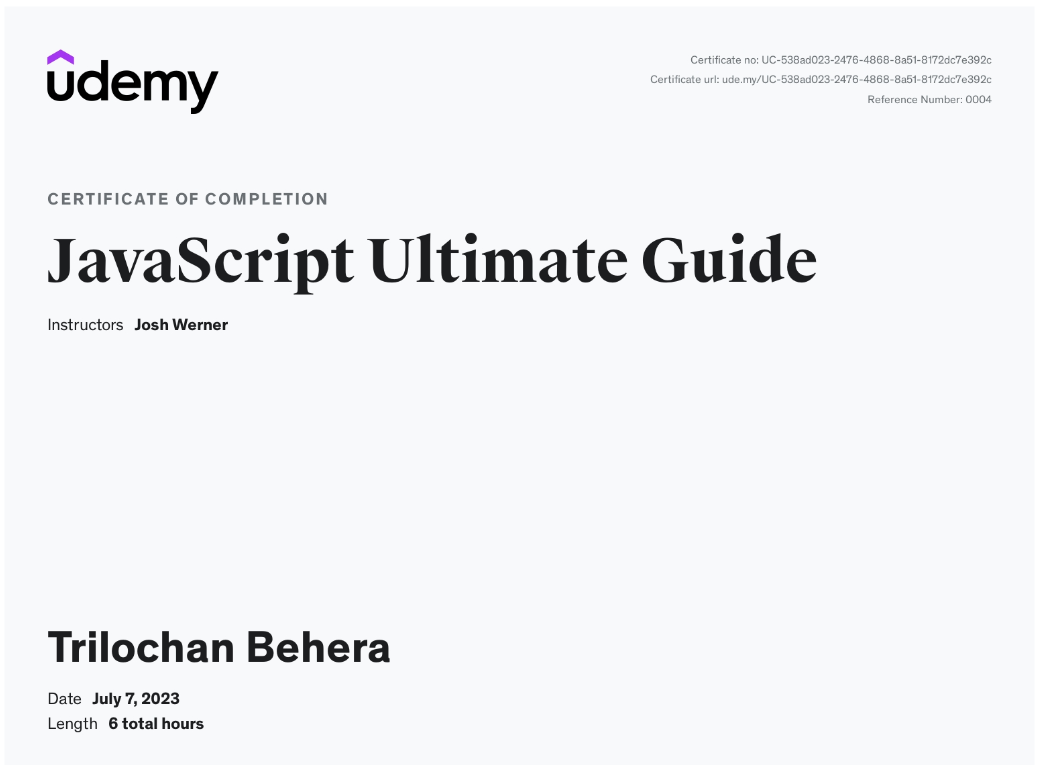 udemy
Certificate no: UC-538ad023-2476-4868-8a51-8172dc7e392c
Certificate url: ude.my/UC-538ad023-2476-4868-8a51-8172dc7e392c
Reference Number: 0004
CERTIFICATE OF COMPLETION
JavaScript Ultimate Guide
Instructors Josh Werner
Trilochan Behera
Date July 7, 2023
Length 6 total hours